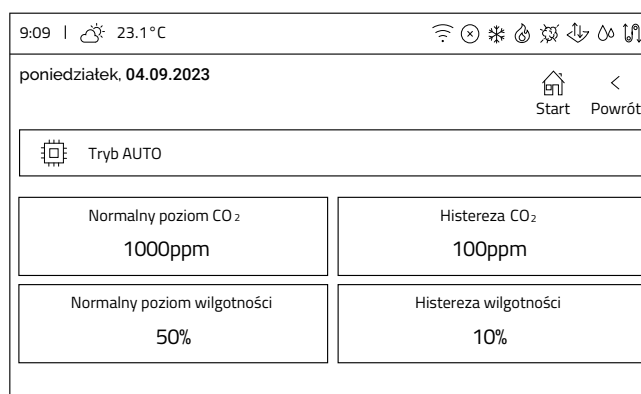 9:09 | 23.1°C
poniedziałek, 04.09.2023
Start Powrót
Tryb AUTO
Normalny poziom CO₂ Histereza CO₂
1000ppm 100ppm
Normalny poziom wilgotności Histereza wilgotności
50% 10%